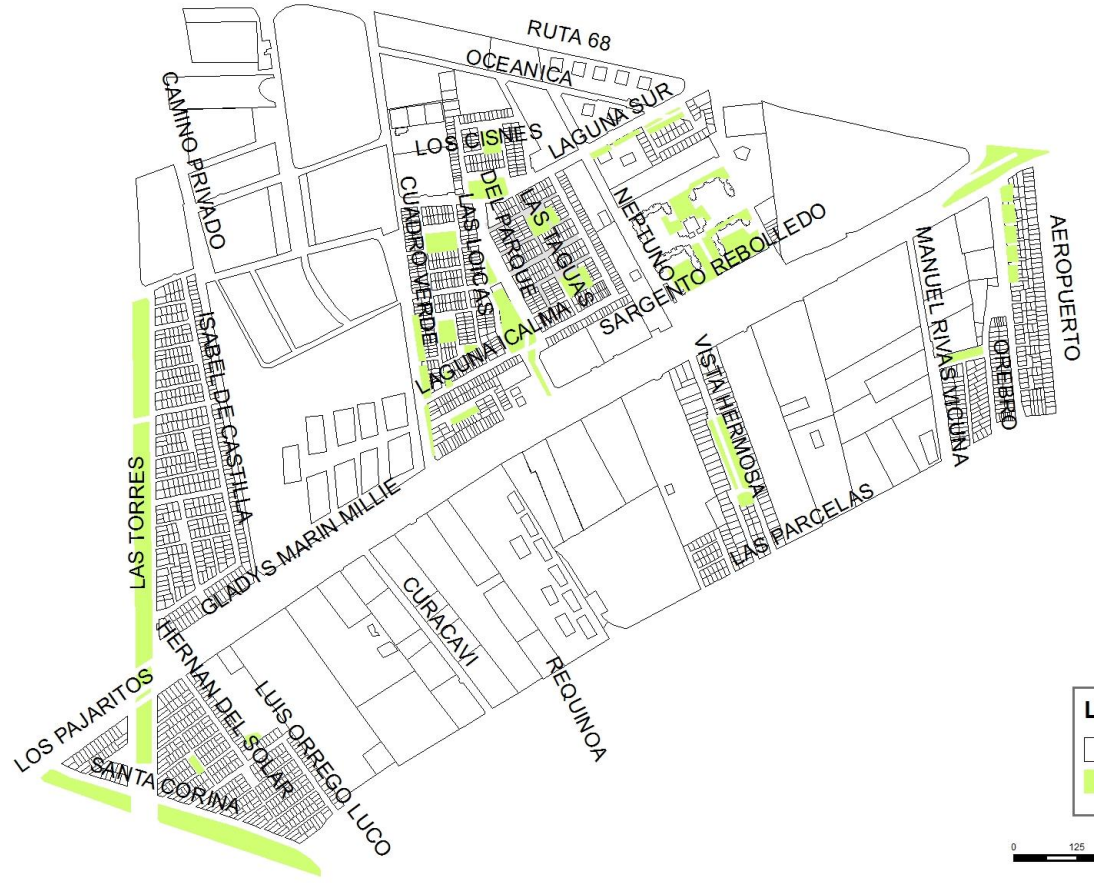 RUTA 68
OCEANICA
CAMINO PRIVADO
LOS CISNES
LAGUNA SUR
CUADRO VERDE
LAS LOICAS
DEL PARQUE
LAS TAGUAS
NEPTUNO
SARGENTO REBOLLEDO
MANUEL RIVAS VICUNA
AEROPUERTO
OREBRO
ISABEL DE CASTILLA
LAGUNA ICALMA
VISTA HERMOSA
LAS TORRES
GLADYS MARIN MILLIE
LAS PARCELAS
CURACAVI
REQUINOA
HERNAN DEL SOLAR
LUIS ORREGO LUCO
LOS PAJARITOS
SANTA CORINA
L
0 125